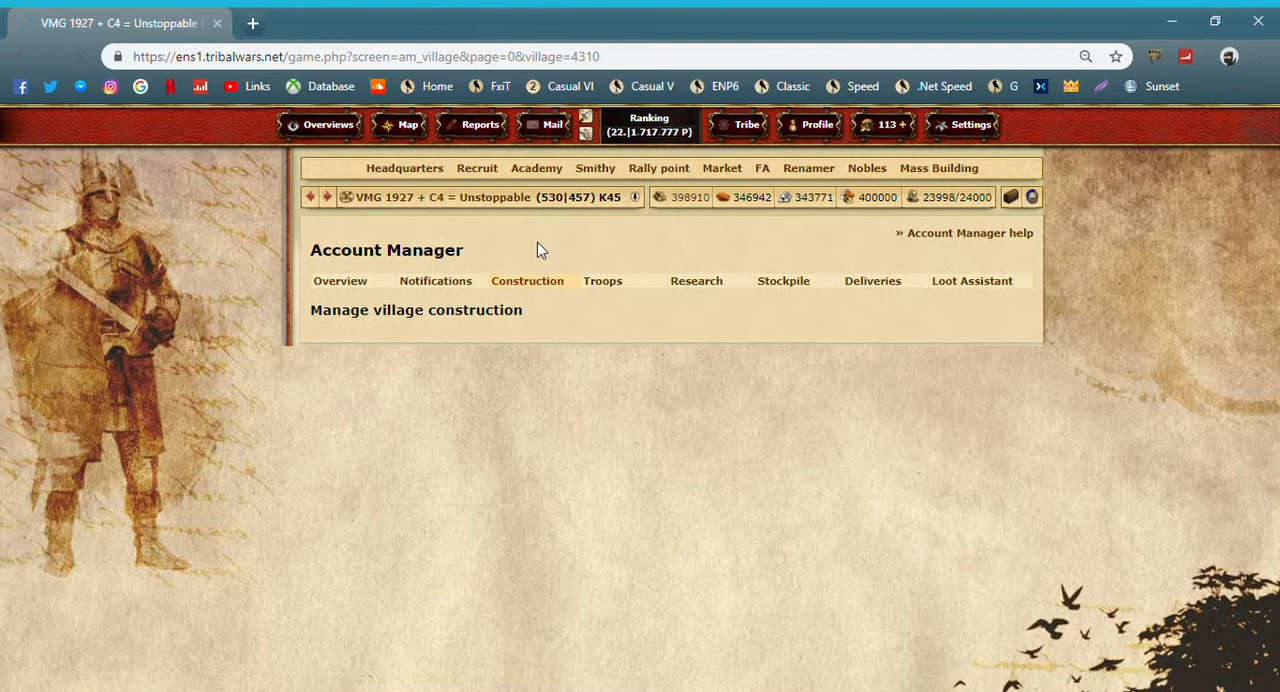 VMG 1927 + C4 = Unstoppable (
https://ens1.tribalwars.net/game.php?screen=am_village&page=0&village=4310
Links Database Home FxiT Casual VI Casual V ENP6 Classic Speed .Net Speed G Sunset
Overviews Map Reports Mail Ranking Tribe Profile 113 + Settings
(22.|1.717.777 P)
Headquarters Recruit Academy Smithy Rally point Market FA Renamer Nobles Mass Building
VMG 1927 + C4 = Unstoppable (530|457) K45 398910 346942 343771 400000 23998/24000
» Account Manager help
Account Manager
Overview Notifications Construction Troops Research Stockpile Deliveries Loot Assistant
Manage village construction